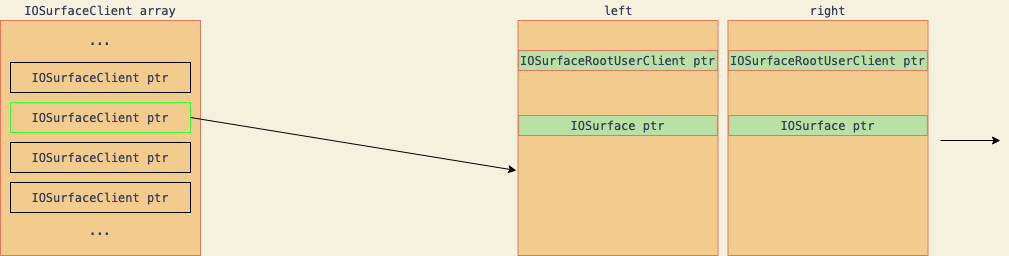 IOSurfaceClient array
...
IOSurfaceClient ptr
IOSurfaceClient ptr
IOSurfaceClient ptr
IOSurfaceClient ptr
...
left
IOSurfaceRootUserClient ptr
IOSurface ptr
right
IOSurfaceRootUserClient ptr
IOSurface ptr